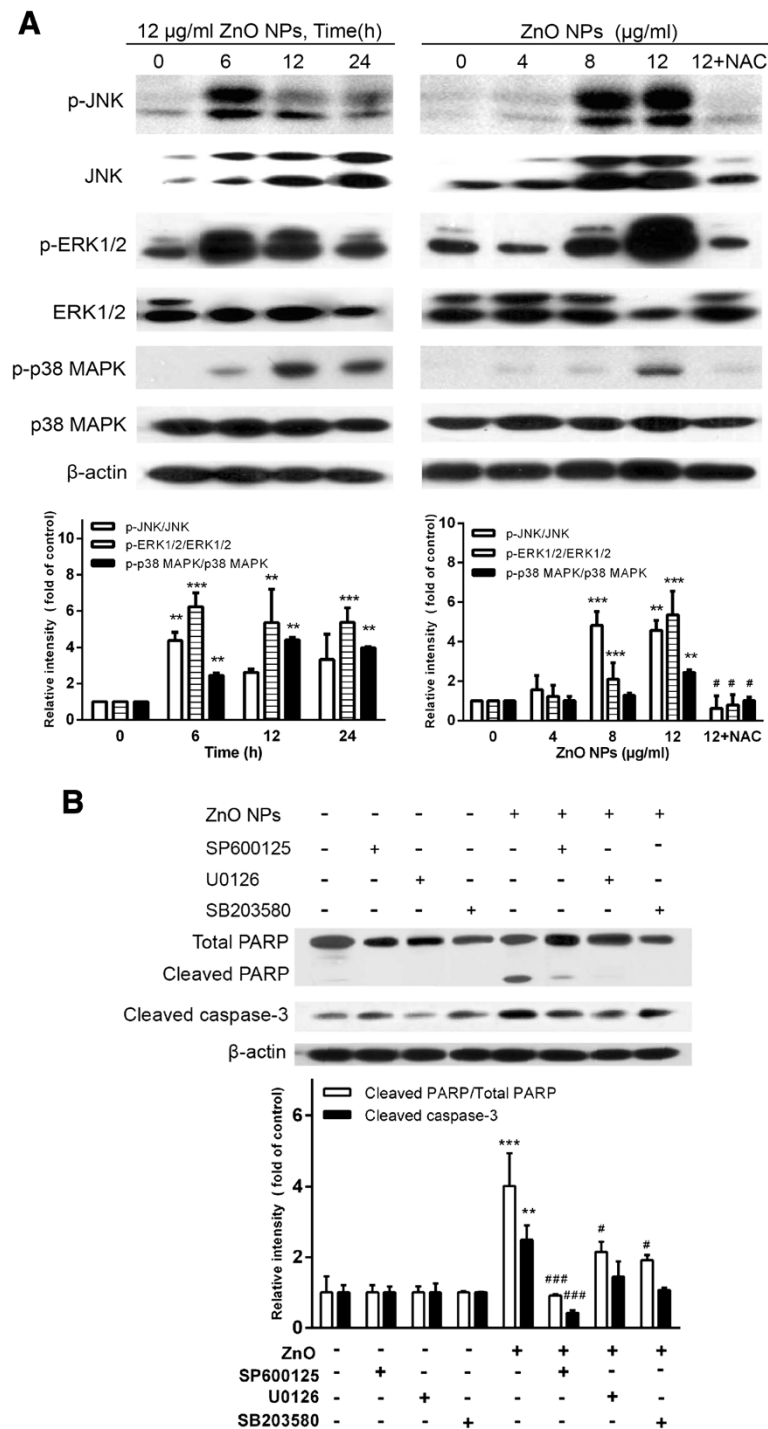 A
12 µg/ml ZnO NPs, Time(h)
ZnO NPs (µg/ml)
0 6 12 24
0 4 8 12 12+NAC
p-JNK
JNK
p-ERK1/2
ERK1/2
p-p38 MAPK
p38 MAPK
β-actin
Relative intensity ( fold of control)
10
8
6
4
2
0
p-JNK/JNK
p-ERK1/2/ERK1/2
p-p38 MAPK/p38 MAPK
** *** ** ** ** *** **
0 6 12 24
Time (h)
Relative intensity ( fold of control)
10
8
6
4
2
0
p-JNK/JNK
p-ERK1/2/ERK1/2
p-p38 MAPK/p38 MAPK
*** *** ** *** ** # # #
0 4 8 12 12+NAC
ZnO NPs (µg/ml)
B
ZnO NPs - - - - + + + +
SP600125 - + - - - + - -
U0126 - - + - - - + -
SB203580 - - - + - - - +
Total PARP
Cleaved PARP
Cleaved caspase-3
β-actin
Relative intensity ( fold of control)
6
4
2
0
Cleaved PARP/Total PARP
Cleaved caspase-3
*** ** ### ### # #
ZnO - - - - + + + +
SP600125 - + - - - + - -
U0126 - - + - - - + -
SB203580 - - - + - - - +